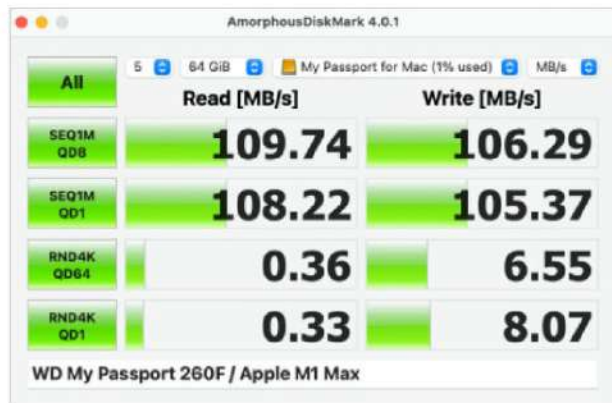 AmorphousDiskMark 4.0.1
All
5 64 GiB My Passport for Mac (1% used) MB/s
Read [MB/s] Write [MB/s]
SEQ1M
QD8
109.74 106.29
SEQ1M
QD1
108.22 105.37
RND4K
QD64
0.36 6.55
RND4K
QD1
0.33 8.07
WD My Passport 260F / Apple M1 Max